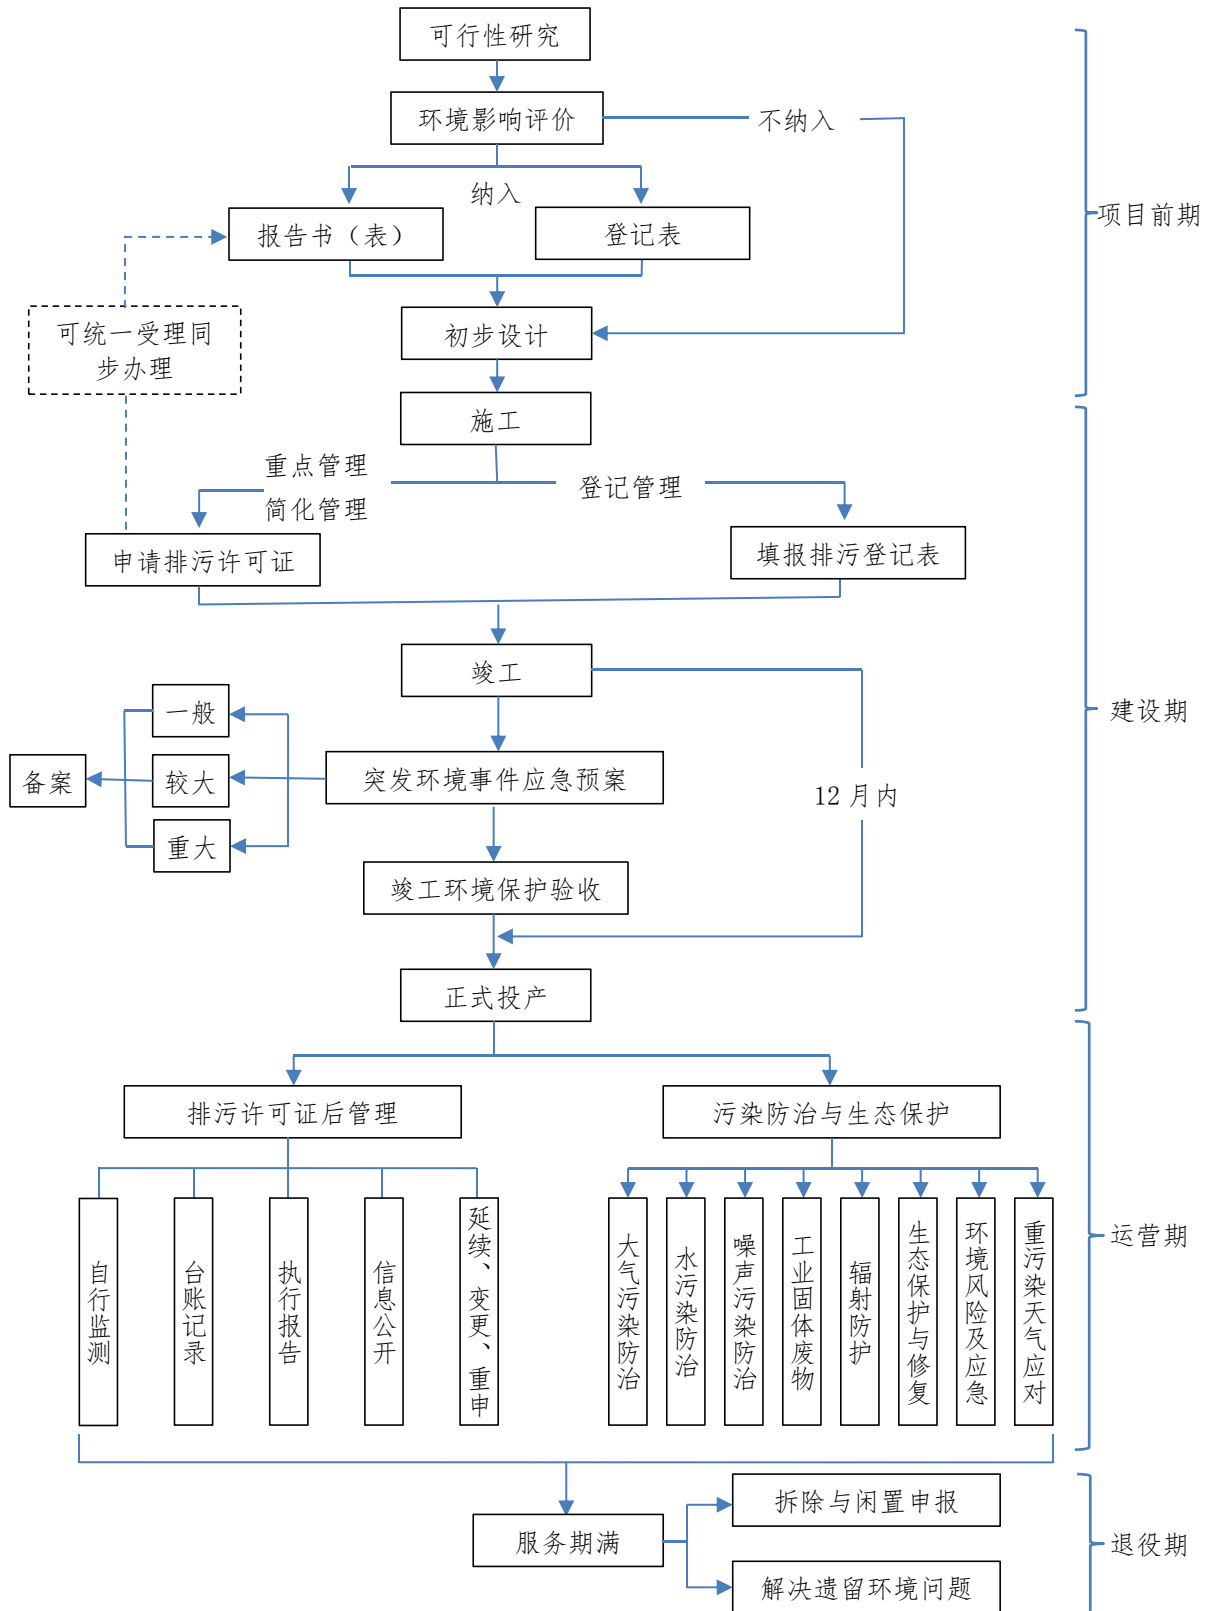 可行性研究
环境影响评价
不纳入
纳入
报告书（表）
登记表
项目前期
可统一受理同
步办理
初步设计
施工
重点管理
简化管理
登记管理
申请排污许可证
填报排污登记表
竣工
一般
建设期
备案
较大
突发环境事件应急预案
12月内
重大
竣工环境保护验收
正式投产
排污许可证后管理
污染防治与生态保护
自行监测
台账记录
执行报告
信息公开
延续、变更、重申
大气污染防治
水污染防治
噪声污染防治
工业固体废物
辐射防护
生态保护与修复
环境风险及应急
重污染天气应对
运营期
拆除与闲置申报
服务期满
退役期
解决遗留环境问题